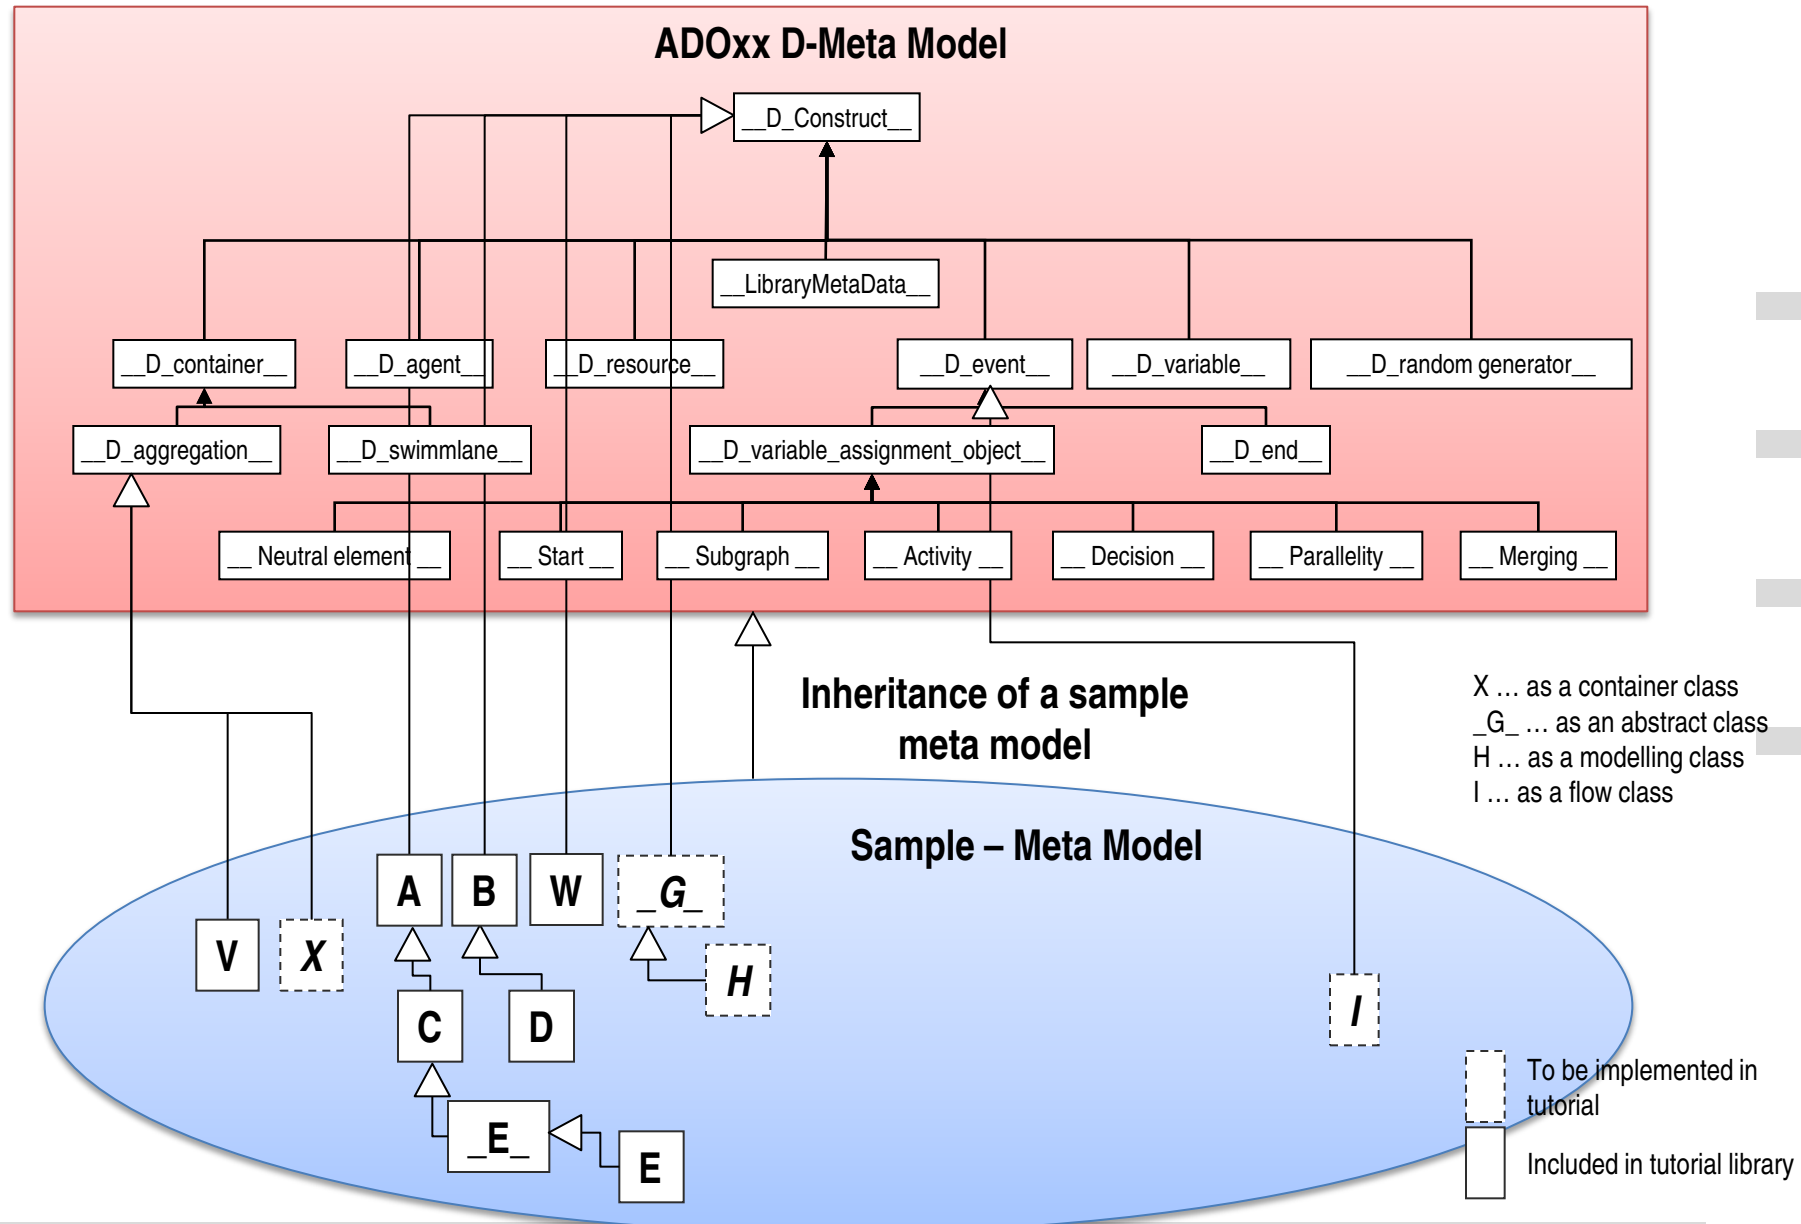 ADOxx D-Meta Model
__D_Construct__
__LibraryMetaData__
__D_container__
__D_agent__
__D_resource__
__D_event__
__D_variable__
__D_random generator__
__D_aggregation__
__D_swimmlane__
__D_variable_assignment_object__
__D_end__
__ Neutral element __
__ Start __
__ Subgraph __
__ Activity __
__ Decision __
__ Parallelity __
__ Merging __
Inheritance of a sample
meta model
X … as a container class
_G_ … as an abstract class
H … as a modelling class
I … as a flow class
Sample – Meta Model
A
B
W
_G_
V
X
H
I
C
D
_E_
E
To be implemented in
tutorial
Included in tutorial library